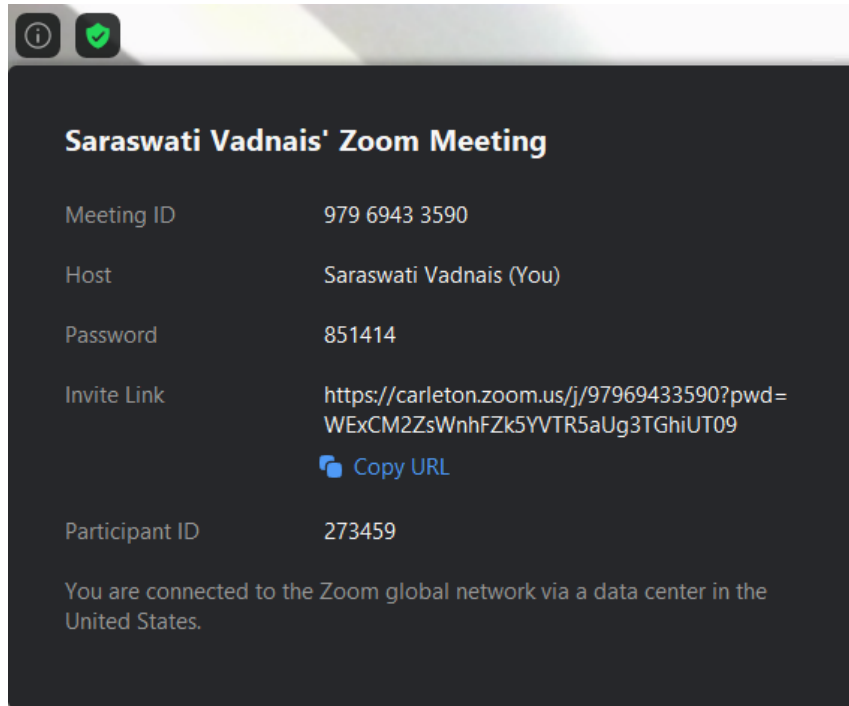 Saraswati Vadnais' Zoom Meeting
Meeting ID 979 6943 3590
Host Saraswati Vadnais (You)
Password 851414
Invite Link https://carleton.zoom.us/j/97969433590?pwd=
WExCM2ZsWnhFZk5YVTR5aUg3TGhiUT09
Copy URL
Participant ID 273459
You are connected to the Zoom global network via a data center in the
United States.